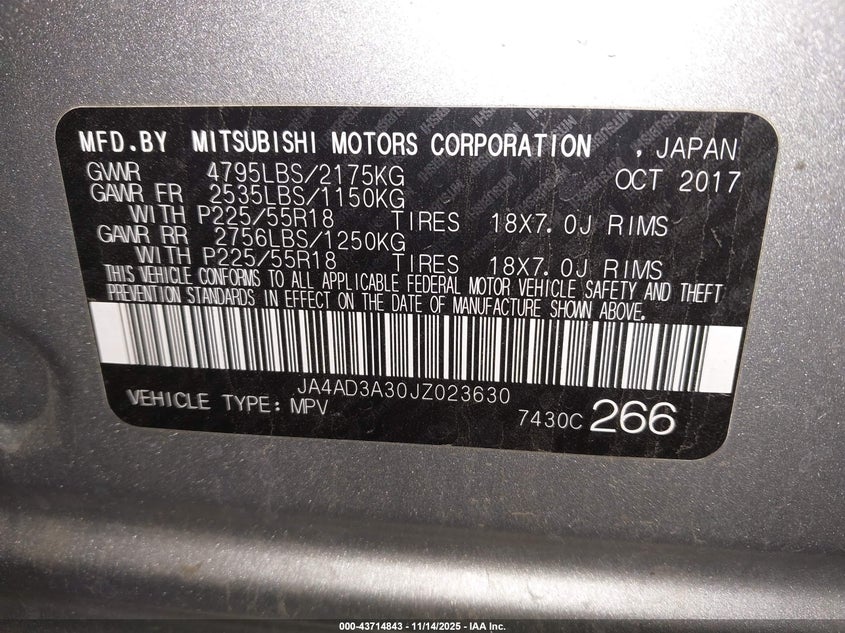 MFD.BY MITSUBISHI MOTORS CORPORATION , JAPAN
GVWR 4795LBS/2175KG OCT 2017
GAWR FR 2535LBS/1150KG
WITH P225/55R18 TIRES 18X7.0J RIMS
GAWR RR 2756LBS/1250KG
WITH P225/55R18 TIRES 18X7.0J RIMS
THIS VEHICLE CONFORMS TO ALL APPLICABLE FEDERAL MOTOR VEHICLE SAFETY AND THEFT
PREVENTION STANDARDS IN EFFECT ON THE DATE OF MANUFACTURE SHOWN ABOVE.
JA4AD3A30JZ023630
VEHICLE TYPE: MPV 7430C 266
000-43714843 - 11/14/2025 - IAA Inc.